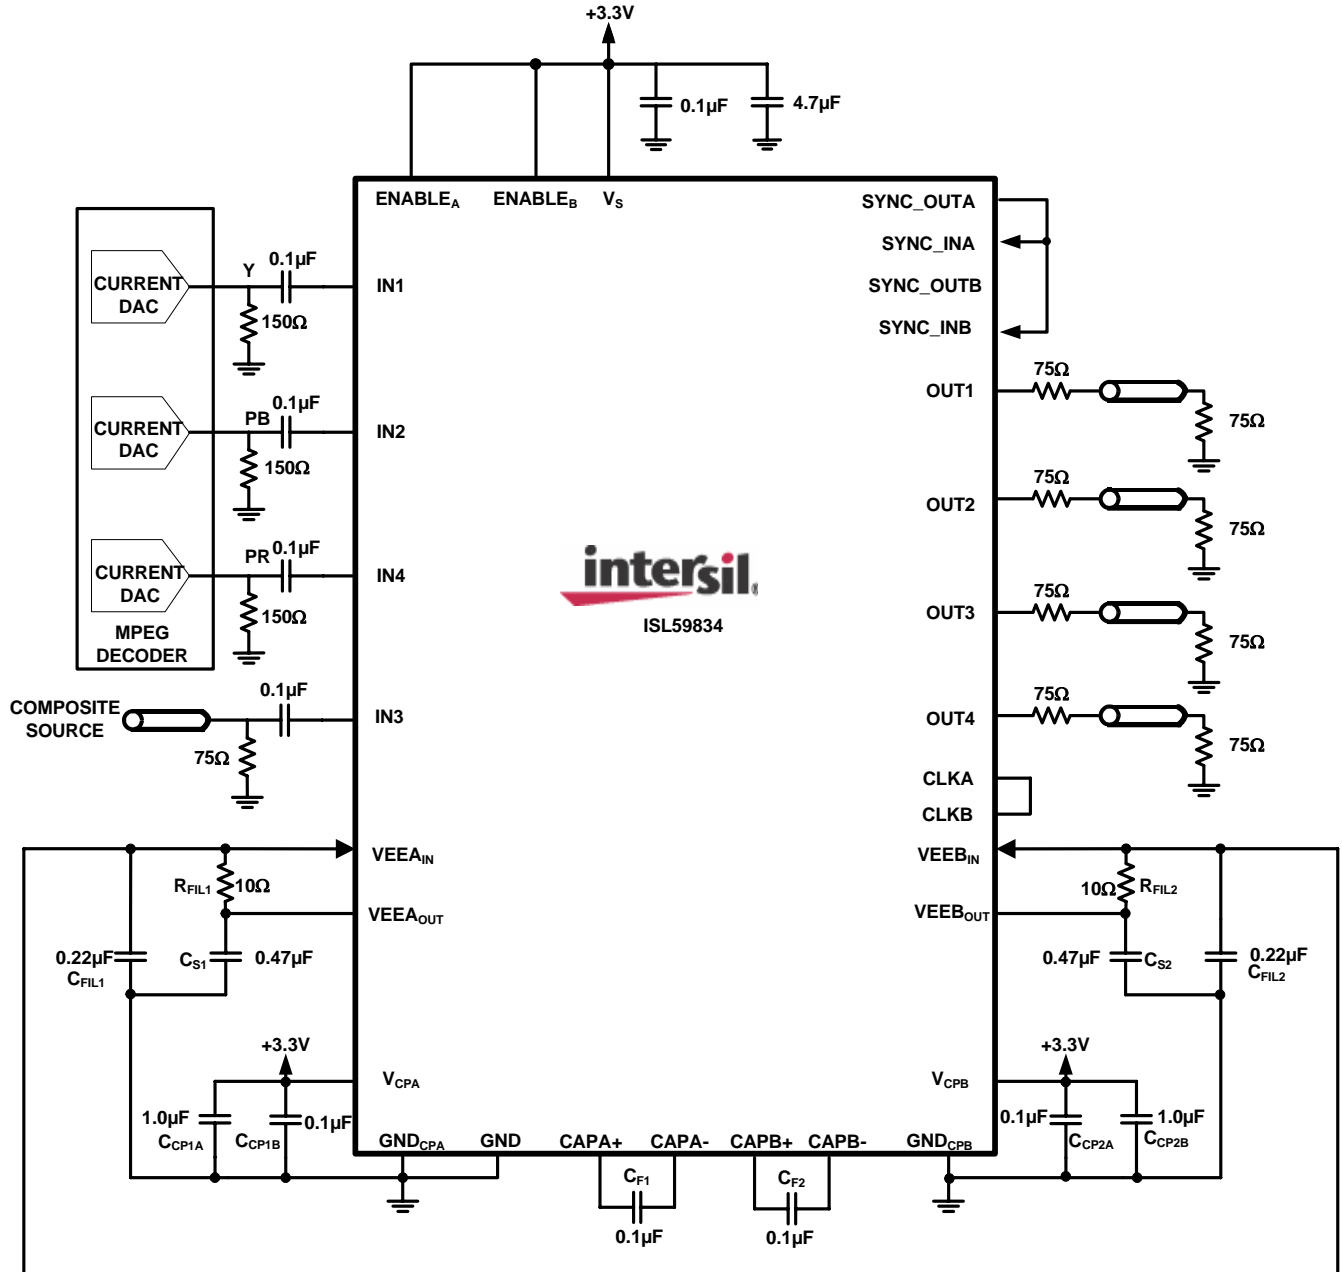 +3.3V
0.1µF
4.7µF
ENABLEA
ENABLEB
VS
SYNC_OUTA
SYNC_INA
SYNC_OUTB
SYNC_INB
CURRENT
DAC
Y
0.1µF
150Ω
IN1
CURRENT
DAC
PB
0.1µF
150Ω
IN2
CURRENT
DAC
PR
0.1µF
150Ω
IN4
MPEG
DECODER
COMPOSITE
SOURCE
0.1µF
75Ω
IN3
intersil
ISL59834
OUT1
75Ω
75Ω
OUT2
75Ω
75Ω
OUT3
75Ω
75Ω
OUT4
75Ω
75Ω
CLKA
CLKB
VEEAIN
RFIL1
10Ω
VEEAOUT
0.22µF
CFIL1
CS1
0.47µF
VEEBIN
10Ω
RFIL2
VEEBOUT
0.47µF
CS2
0.22µF
CFIL2
+3.3V
VCPA
1.0µF
CCP1A
CCP1B
0.1µF
+3.3V
VCPB
0.1µF
CCP2A
1.0µF
CCP2B
GNDCPA
GND
CAPA+
CAPA-
CAPB+
CAPB-
GNDCPB
CF1
0.1µF
CF2
0.1µF